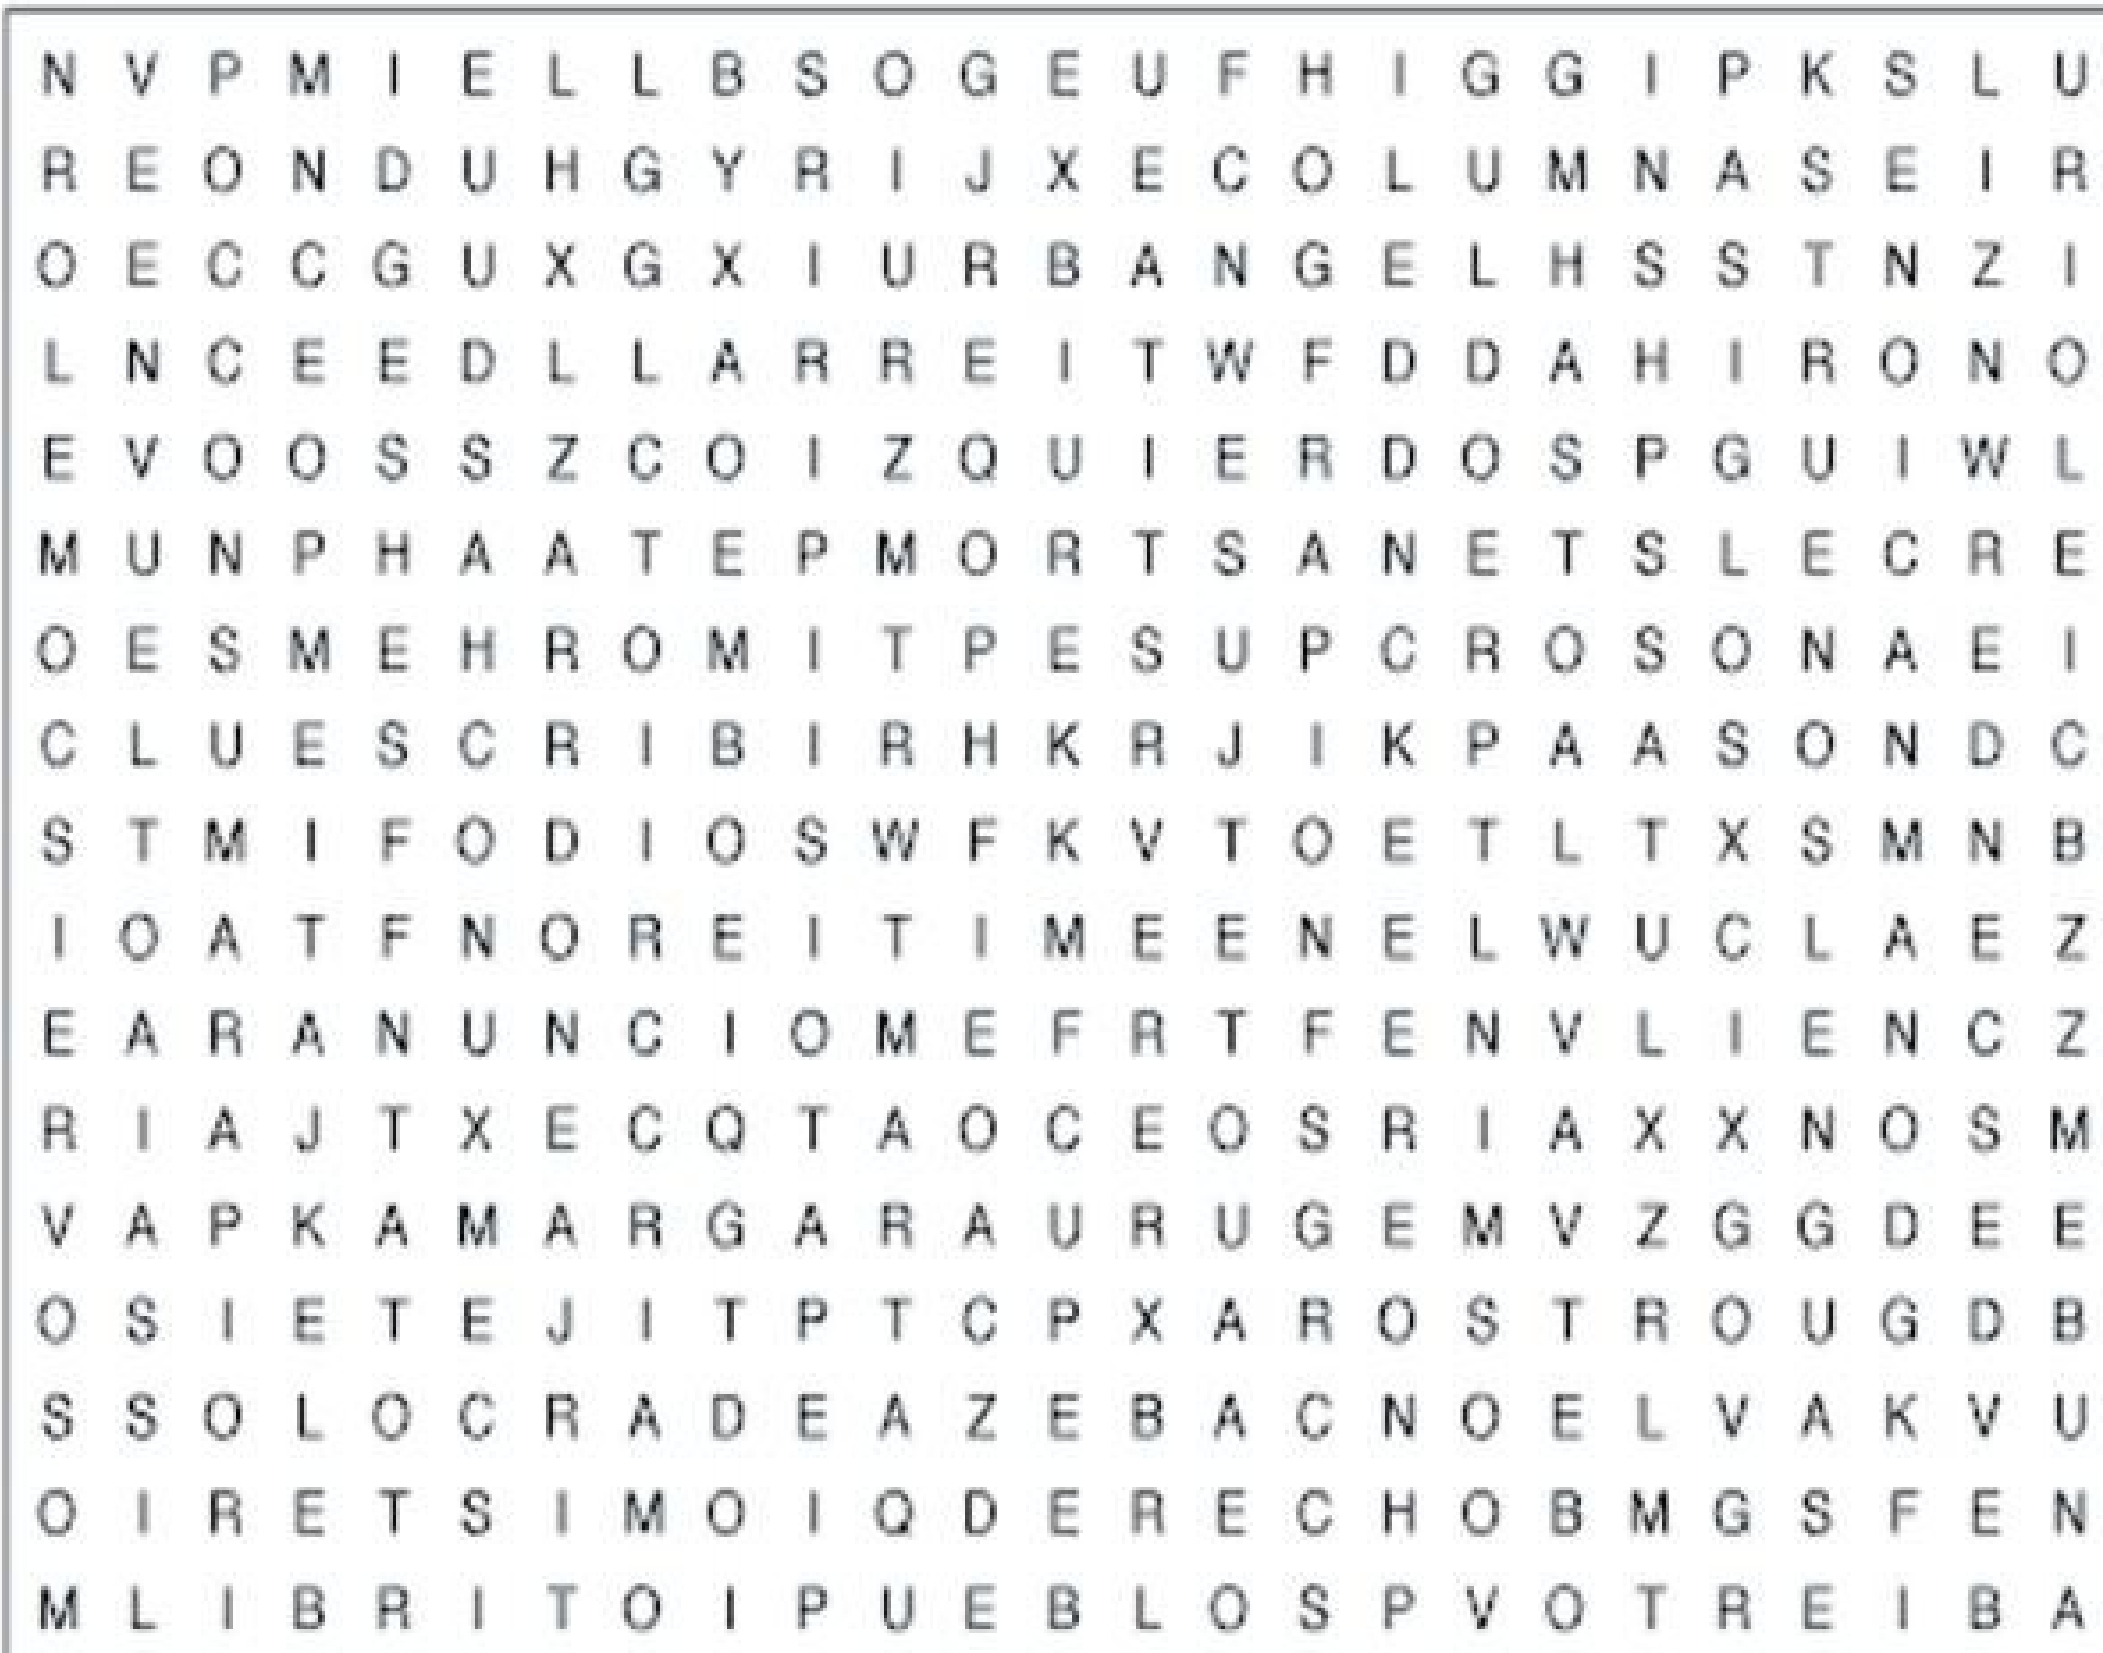 N V P M I E L L B S O G E U F H I G G I P K S L U
R E O N D U H G Y R I J X E C O L U M N A S E I R
O E C C G U X G X I U R B A N G E L H S S T N Z I
L N C E E D L L A R R E I T W F D D A H I R O N O
E V O O S S Z C O I Z Q U I E R D O S P G U I W L
M U N P H A A T E P M O R T S A N E T S L E C R E
O E S M E H R O M I T P E S U P C R O S O N A E I
C L U E S C R I B I R H K R J I K P A A S O N D C
S T M I F O D I O S W F K V T O E T L T X S M N B
I O A T F N O R E I T I M E E N E L W U C L A E Z
E A R A N U N C I O M E F R T F E N V L I E N C Z
R I A J T X E C Q T A O C E O S R I A X X N O S M
V A P K A M A R G A R A U R U G E M V Z G G D E E
O S I E T E J I T P T C P X A R O S T R O U G D B
S S O L O C R A D E A Z E B A C N O E L V A K V U
O I R E T S I M O I Q D E R E C H O B M G S F E N
M L I B R I T O I P U E B L O S P V O T R E I B A